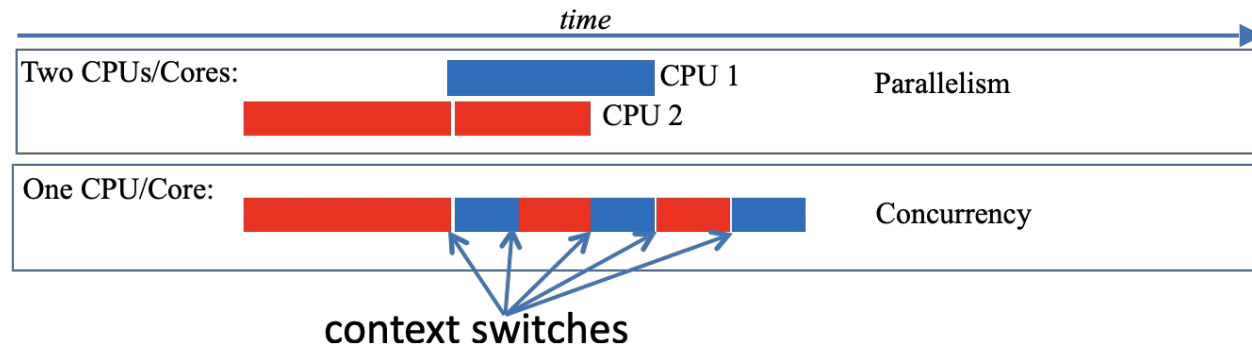 time
Two CPUs/Cores:
CPU 1
Parallelism
CPU 2
One CPU/Core:
Concurrency
context switches